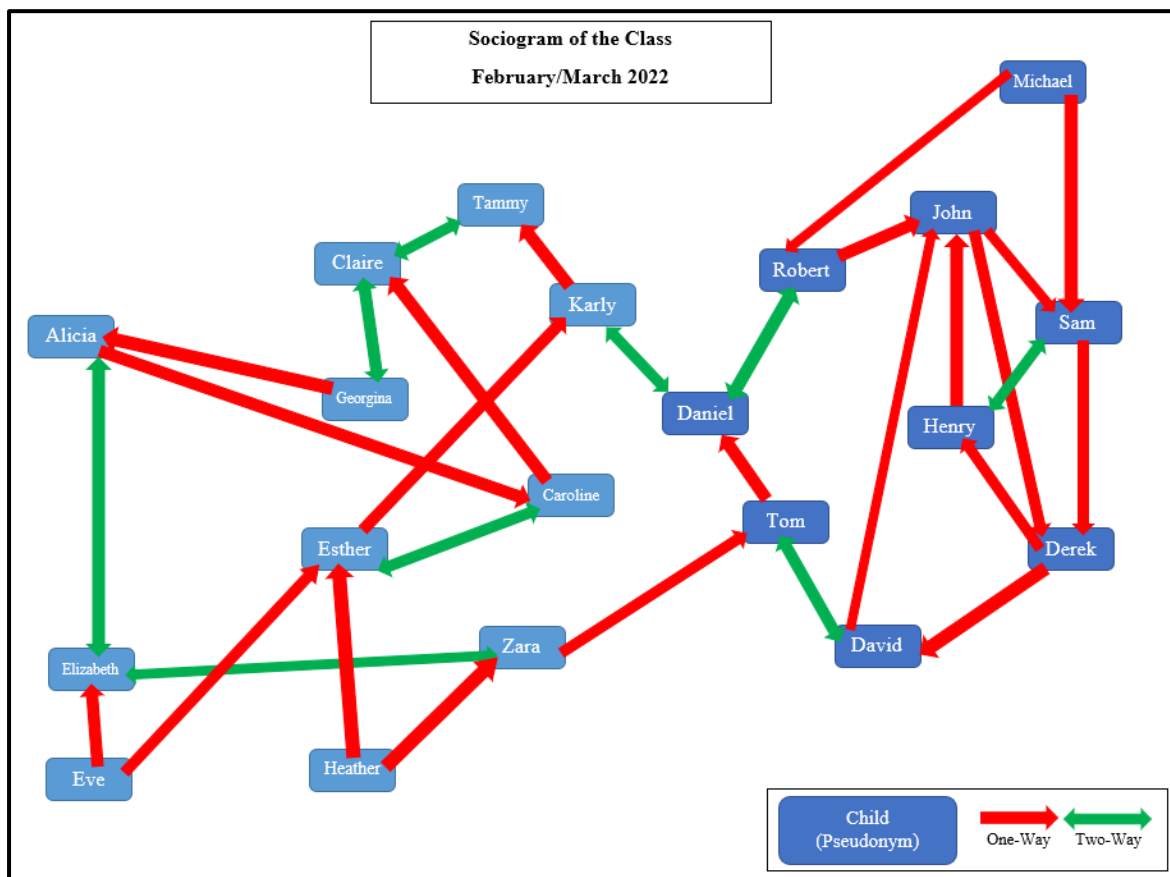 Sociogram of the Class
February/March 2022
Michael
Tammy
John
Claire
Robert
Karly
Sam
Alicia
Georgina
Daniel
Henry
Caroline
Tom
Esther
Derek
Zara
David
Elizabeth
Heather
Eve
Child
(Pseudonym)
One-Way
Two-Way